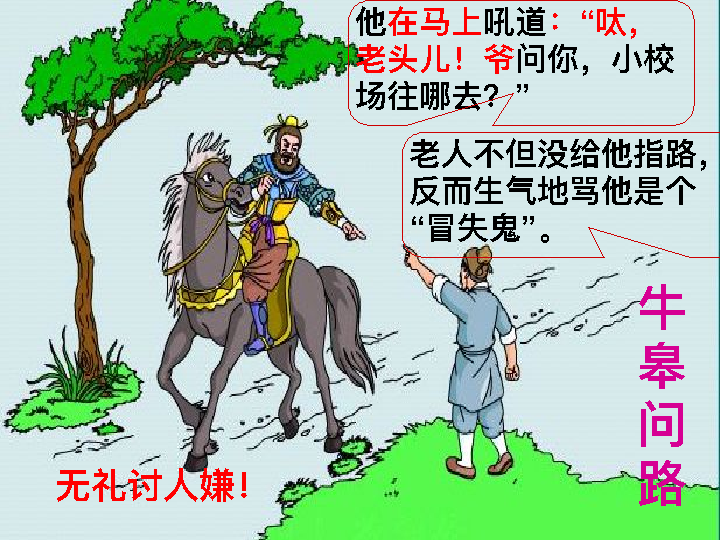 他在马上吼道：“呔，
老头儿！爷问你，小校
场往哪去？”
老人不但没给他指路，
反而生气地骂他是个
“冒失鬼”。
牛皋问路
无礼讨人嫌！